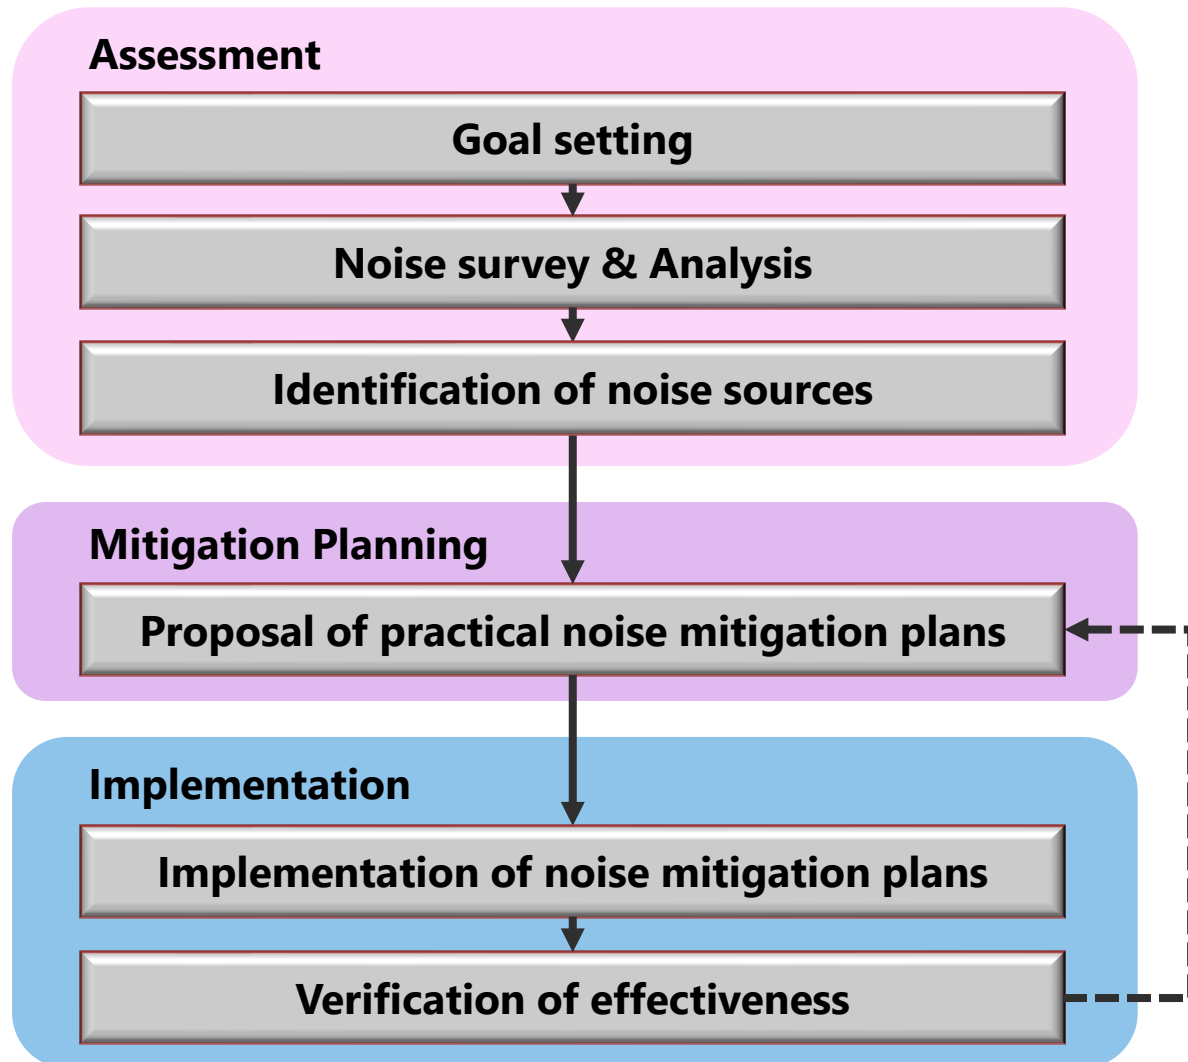 Assessment
Goal setting
Noise survey & Analysis
Identification of noise sources
Mitigation Planning
Proposal of practical noise mitigation plans
Implementation
Implementation of noise mitigation plans
Verification of effectiveness